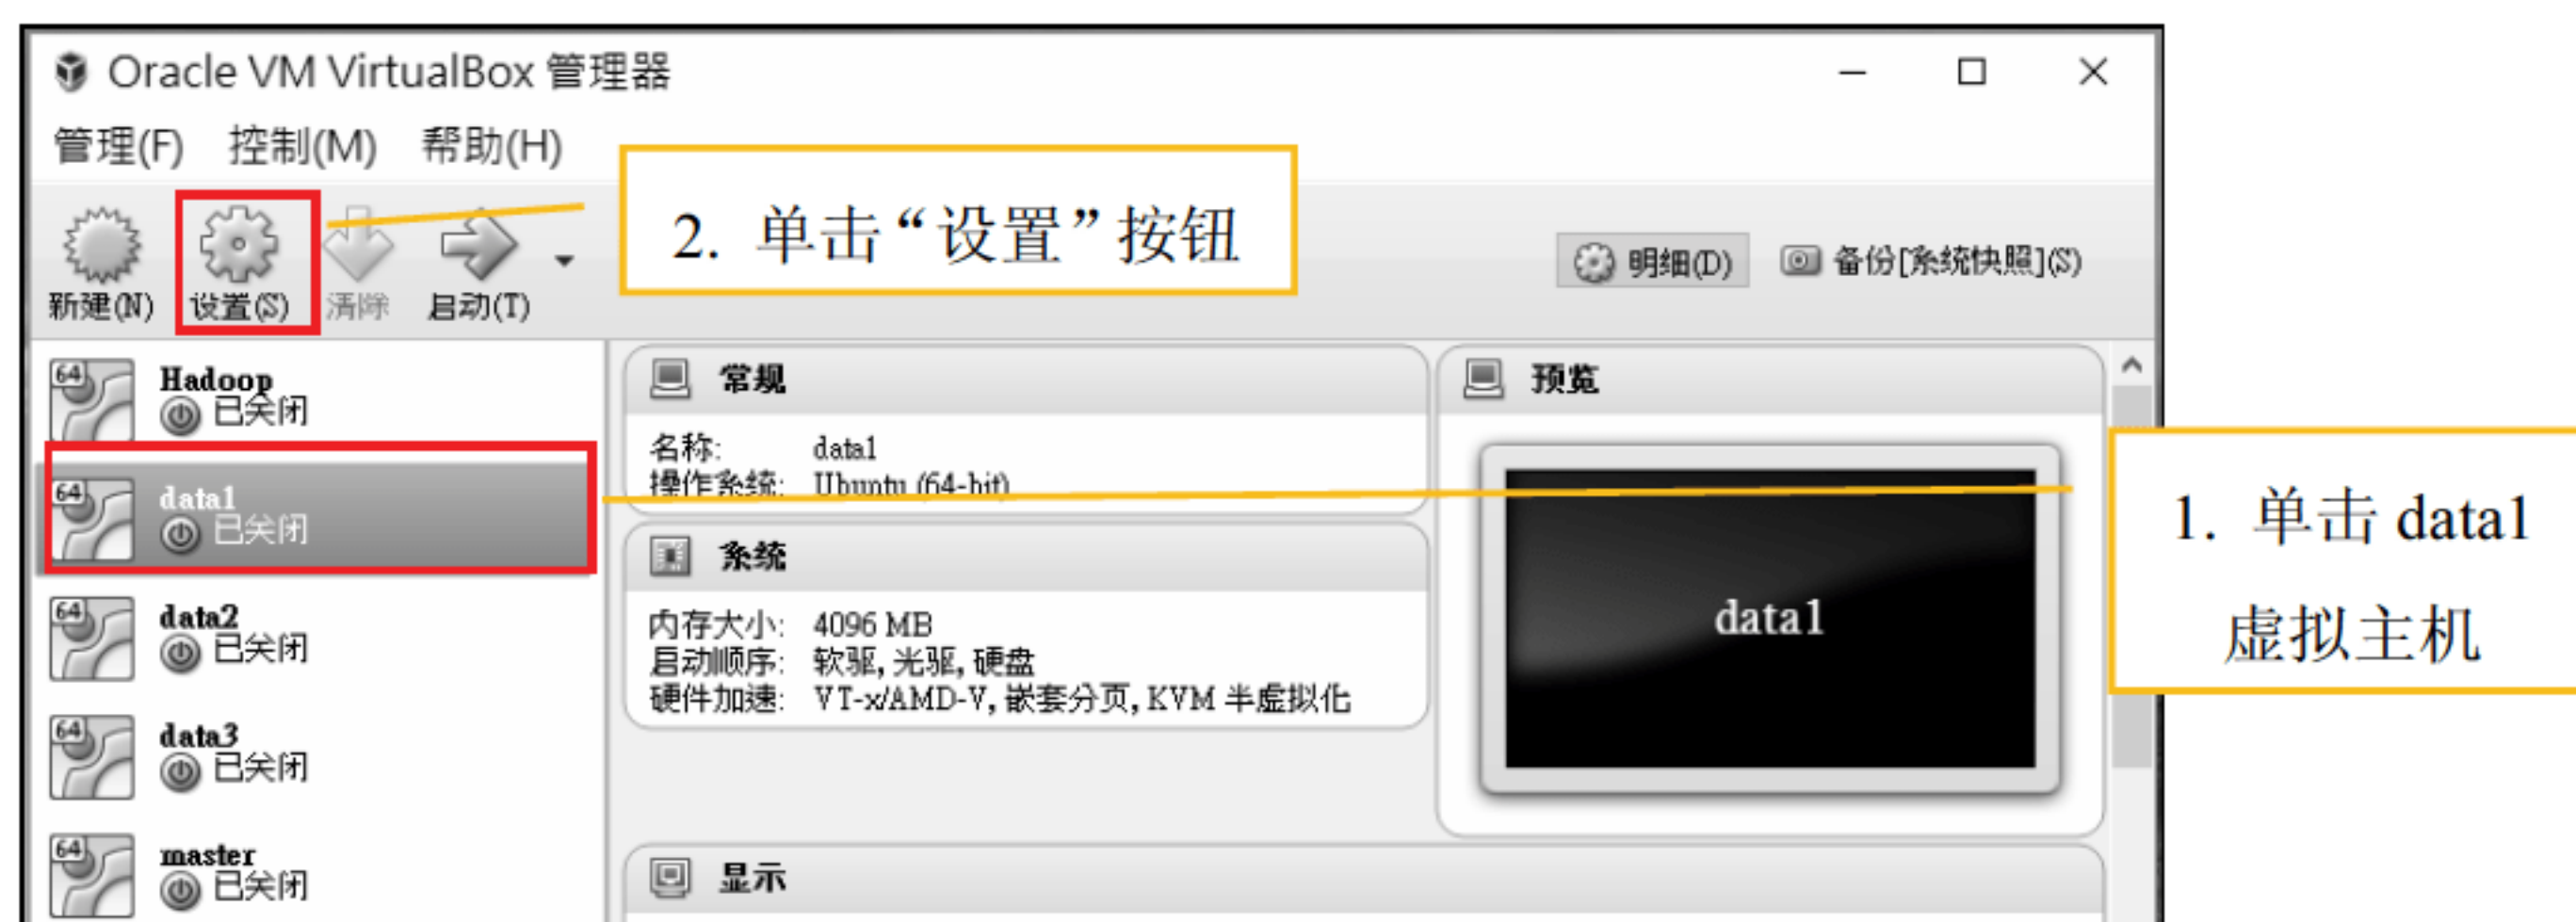 Oracle VM VirtualBox 管理器
管理(F) 控制(M) 帮助(H)
2. 单击“设置”按钮
新建(N) 设置(S) 清除 启动(T)
明细(D) 备份[系统快照](S)
64 Hadoop
已关闭
64 data1
已关闭
64 data2
已关闭
64 data3
已关闭
64 master
已关闭
常规
名称: data1
操作系统: Ubuntu (64-bit)
系统
内存大小: 4096 MB
启动顺序: 软驱, 光驱, 硬盘
硬件加速: VT-x/AMD-V, 嵌套分页, KVM 半虚拟化
显示
预览
data1
1. 单击 data1
虚拟主机